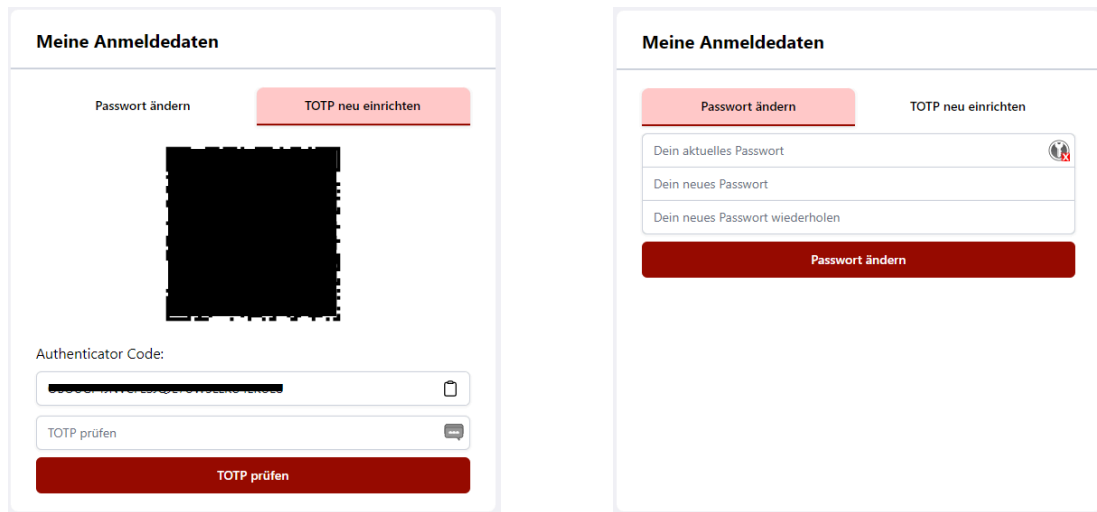 Meine Anmeldedaten
Passwort ändern
TOTP neu einrichten
Authenticator Code:
TOTP prüfen
TOTP prüfen
Meine Anmeldedaten
Passwort ändern
TOTP neu einrichten
Dein aktuelles Passwort
Dein neues Passwort
Dein neues Passwort wiederholen
Passwort ändern